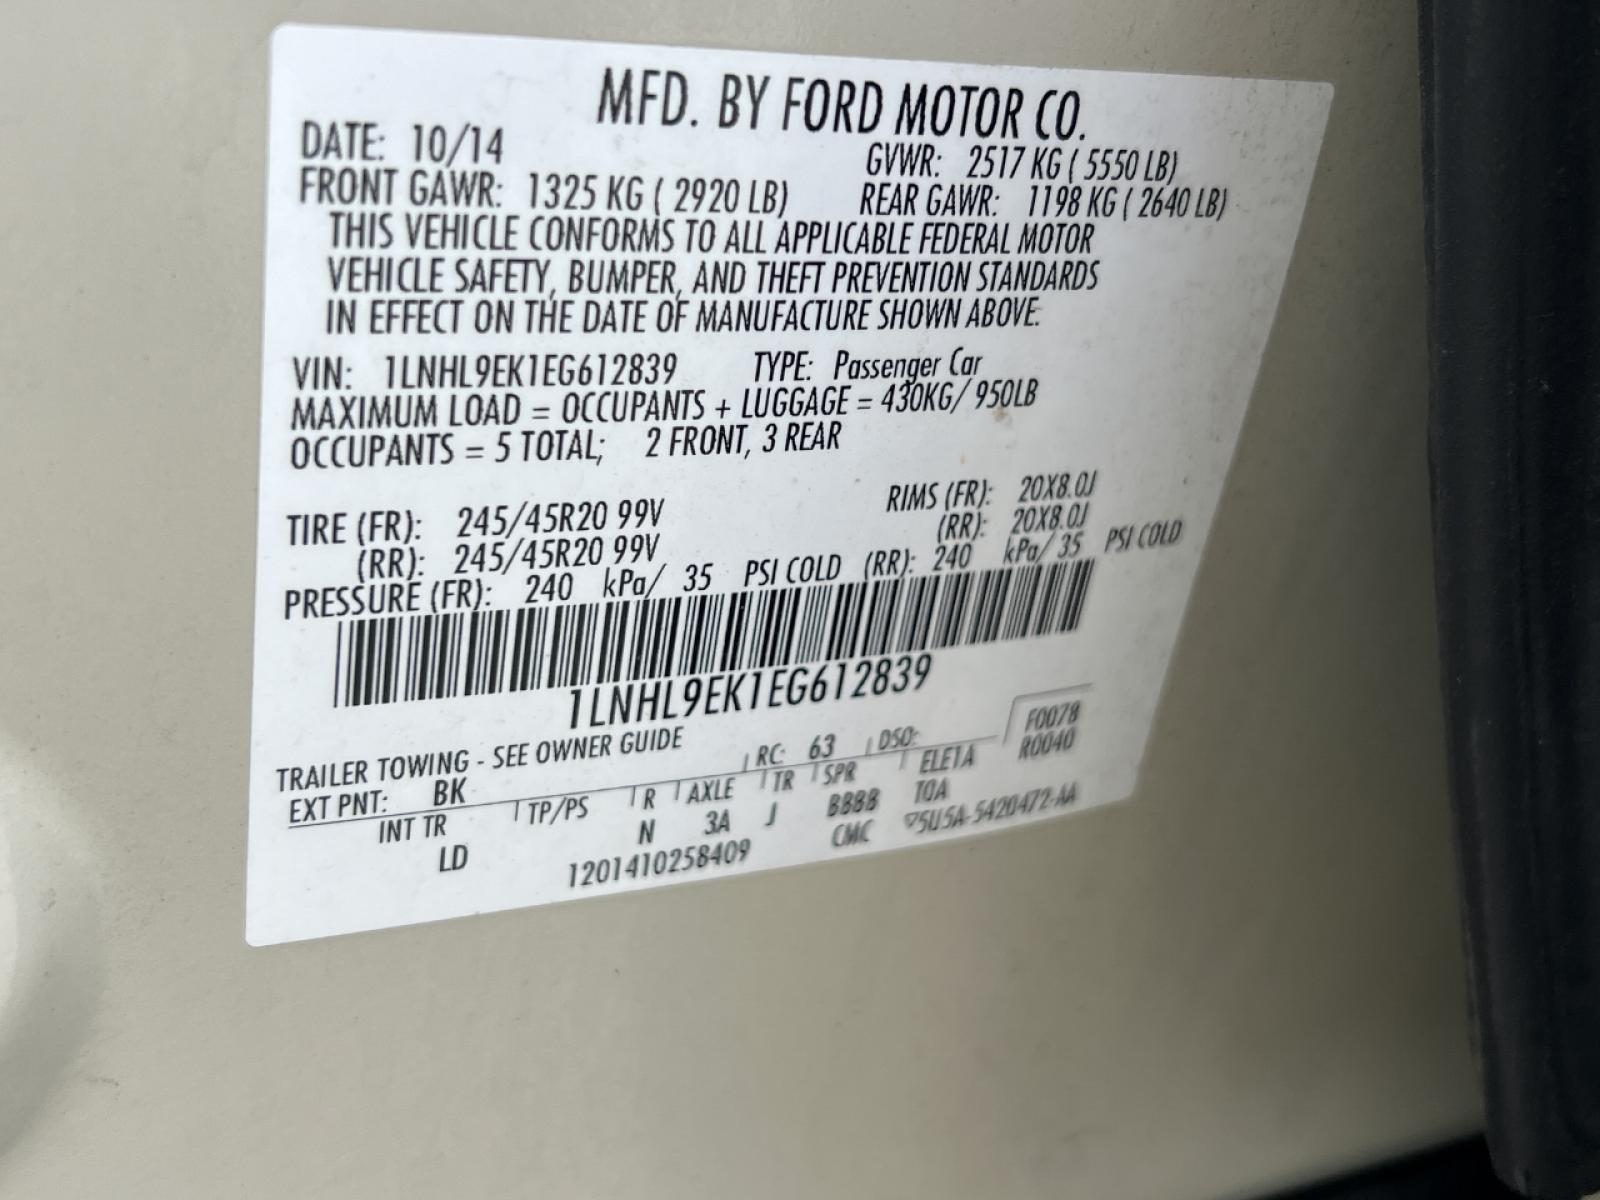 MFD. BY FORD MOTOR CO.
DATE: 10/14 GVWR: 2517 KG ( 5550 LB)
FRONT GAWR: 1325 KG ( 2920 LB) REAR GAWR: 1198 KG ( 2640 LB)
THIS VEHICLE CONFORMS TO ALL APPLICABLE FEDERAL MOTOR
VEHICLE SAFETY, BUMPER, AND THEFT PREVENTION STANDARDS
IN EFFECT ON THE DATE OF MANUFACTURE SHOWN ABOVE.
VIN: 1LNHL9EK1EG612839 TYPE: Passenger Car
MAXIMUM LOAD = OCCUPANTS + LUGGAGE = 430KG/ 950LB
OCCUPANTS = 5 TOTAL; 2 FRONT, 3 REAR
TIRE (FR): 245/45R20 99V RIMS (FR): 20X8.0J
(RR): 245/45R20 99V (RR): 20X8.0J
PRESSURE (FR): 240 kPa/ 35 PSI COLD (RR): 240 kPa/ 35 PSI COLD
1LNHL9EK1EG612839
TRAILER TOWING - SEE OWNER GUIDE F0078
EXT PNT: BK RC: 63 DSO: R0040
INT TR TP/PS R AXLE TR SPR ELE1A
LD N 3A J BBBB TOA
1201410258409 CMC ▽5U5A-5420472-AA